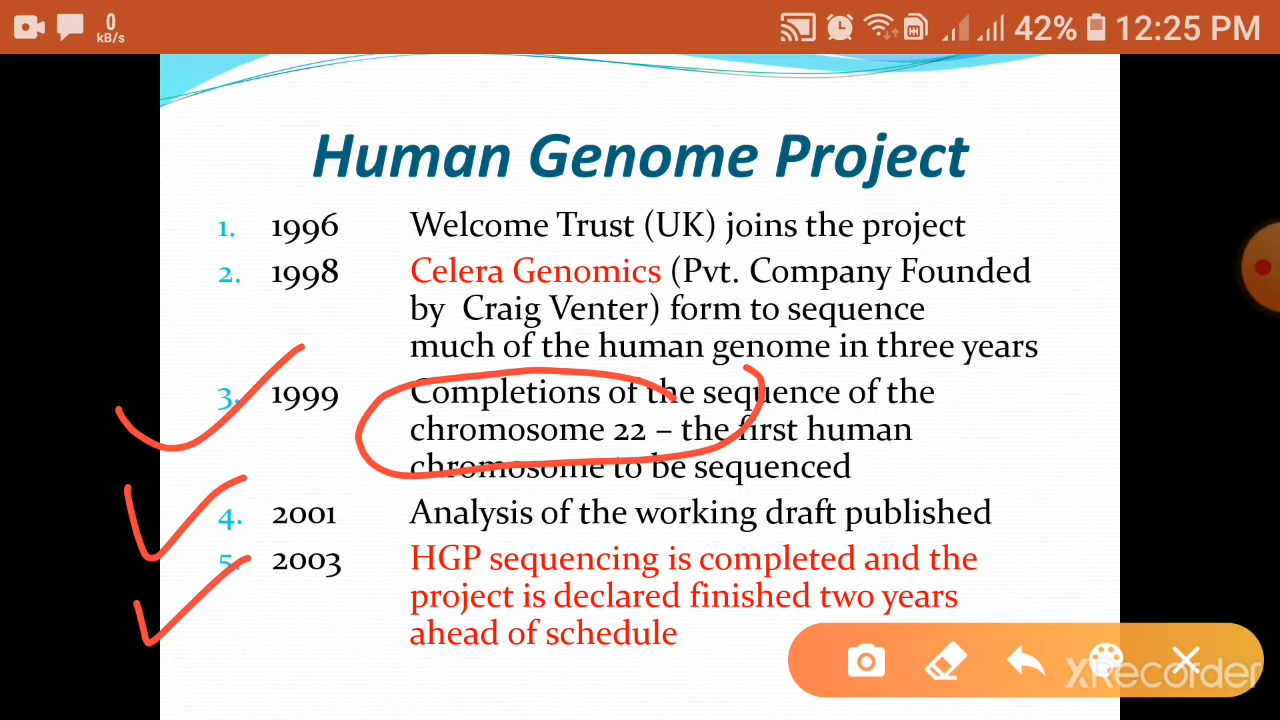 0
kB/s
42% 12:25 PM
Human Genome Project
1. 1996 Welcome Trust (UK) joins the project
2. 1998 Celera Genomics (Pvt. Company Founded
by Craig Venter) form to sequence
much of the human genome in three years
3. 1999 Completions of the sequence of the
chromosome 22 – the first human
chromosome to be sequenced
4. 2001 Analysis of the working draft published
5. 2003 HGP sequencing is completed and the
project is declared finished two years
ahead of schedule
XRecorder